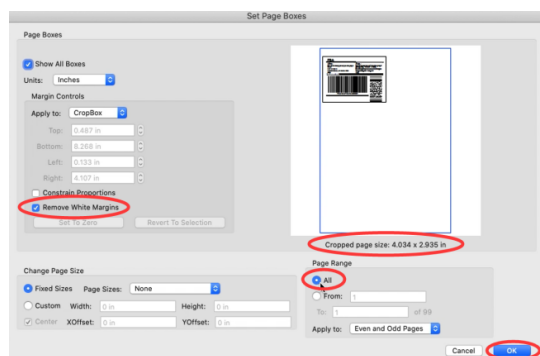 Set Page Boxes
Page Boxes
Show All Boxes
Units: Inches
Margin Controls
Apply to: CropBox
Top: 0.487 in
Bottom: 8.268 in
Left: 0.133 in
Right: 4.107 in
Constrain Proportions
Remove White Margins
Set To Zero Revert To Selection
Cropped page size: 4.034 x 2.935 in
Change Page Size
Fixed Sizes Page Sizes: None
Custom Width: 0 in Height: 0 in
Center XOffset: 0 in YOffset: 0 in
Page Range
All
From: 1
To: 1 of 99
Apply to: Even and Odd Pages
Cancel OK